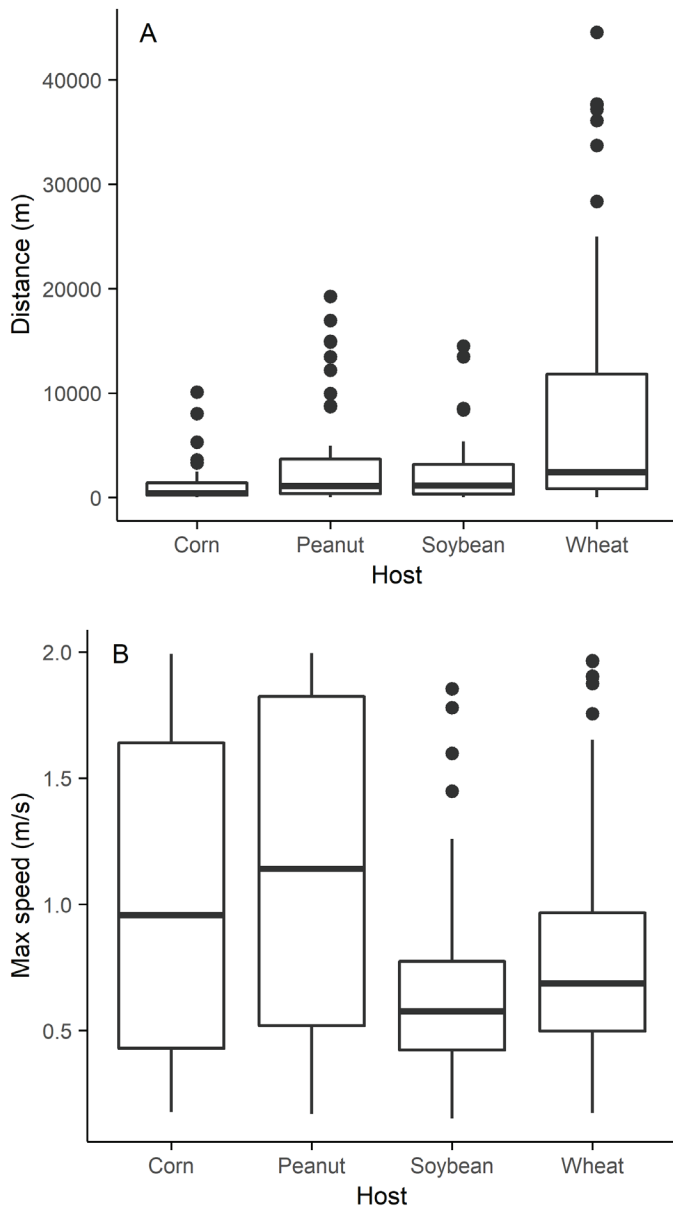 A
40000
30000
20000
10000
0
Distance (m)
Corn Peanut Soybean Wheat
Host
B
2.0
1.5
1.0
0.5
Max speed (m/s)
Corn Peanut Soybean Wheat
Host